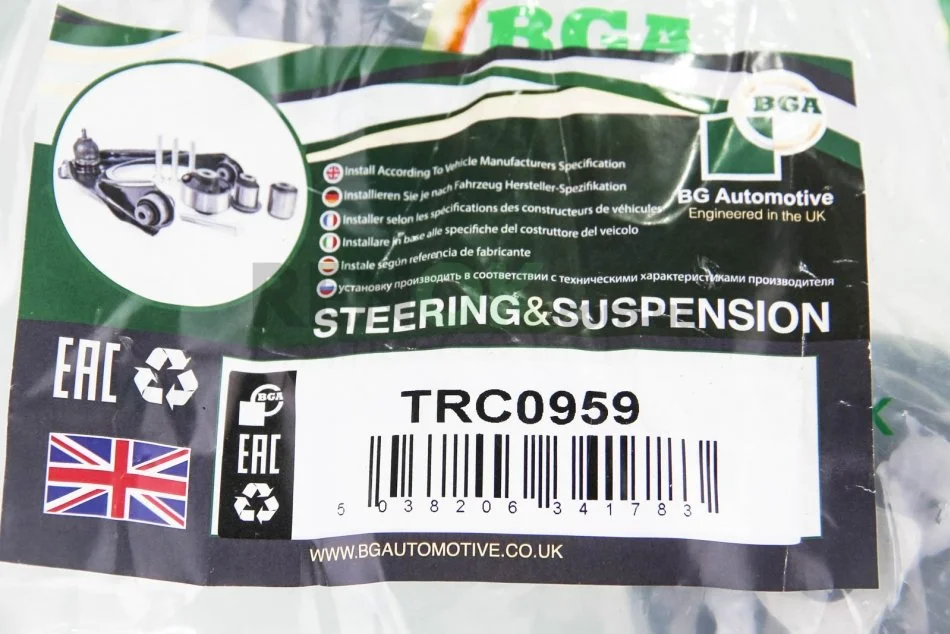 BGA
BGA
Install According To Vehicle Manufacturers Specification
Installieren Sie je nach Fahrzeug Hersteller-Spezifikation
Installer selon les spécifications des constructeurs de véhicules
Installare in base alle specifiche del costruttore del veicolo
Instale según referencia de fabricante
установку производить в соответствии с техническими характеристиками производителя
BG Automotive
Engineered in the UK
STEERING&SUSPENSION
EAC
BGA
EAC
TRC0959
5 038206 341783
WWW.BGAUTOMOTIVE.CO.UK
K